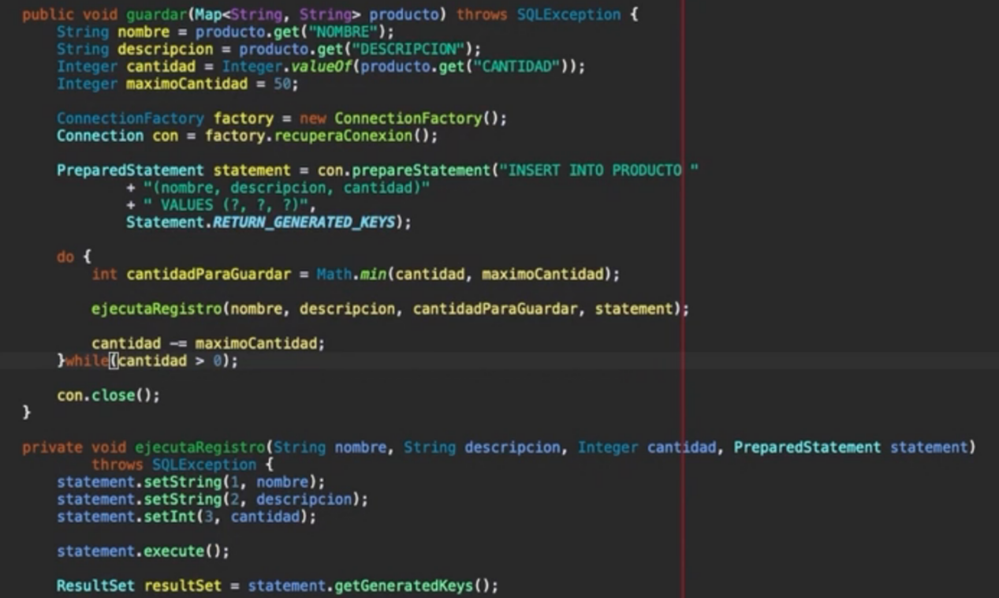 public void guardar(Map<String, String> producto) throws SQLException {
String nombre = producto.get("NOMBRE");
String descripcion = producto.get("DESCRIPCION");
Integer cantidad = Integer.valueOf(producto.get("CANTIDAD"));
Integer maximoCantidad = 50;
ConnectionFactory factory = new ConnectionFactory();
Connection con = factory.recuperaConexion();
PreparedStatement statement = con.prepareStatement("INSERT INTO PRODUCTO "
+ "(nombre, descripcion, cantidad)"
+ " VALUES (?, ?, ?)",
Statement.RETURN_GENERATED_KEYS);
do {
int cantidadParaGuardar = Math.min(cantidad, maximoCantidad);
ejecutaRegistro(nombre, descripcion, cantidadParaGuardar, statement);
cantidad -= maximoCantidad;
}while(cantidad > 0);
con.close();
}
private void ejecutaRegistro(String nombre, String descripcion, Integer cantidad, PreparedStatement statement)
throws SQLException {
statement.setString(1, nombre);
statement.setString(2, descripcion);
statement.setInt(3, cantidad);
statement.execute();
ResultSet resultSet = statement.getGeneratedKeys();